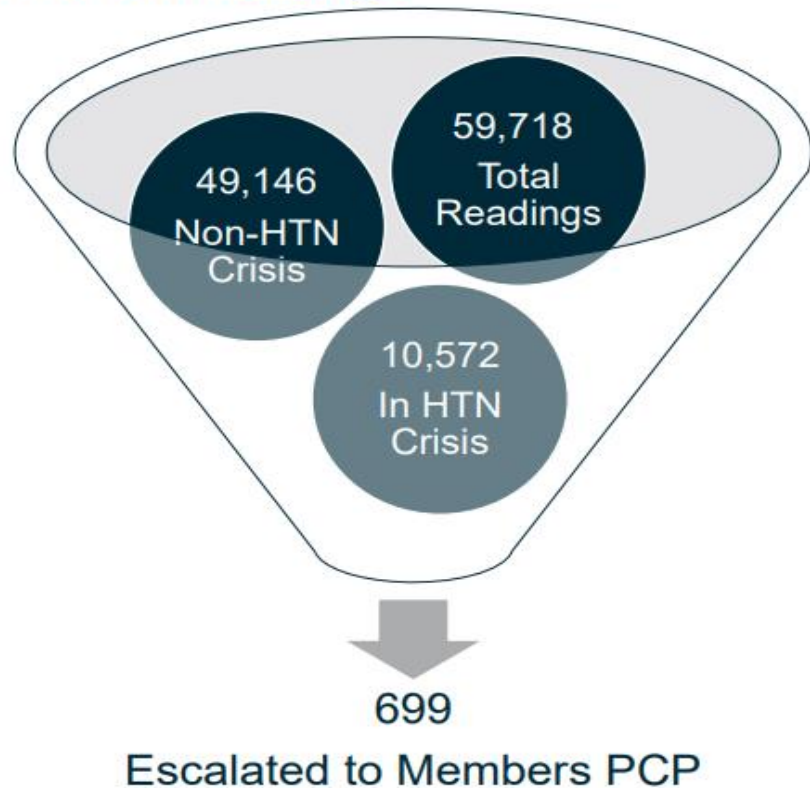 59,718
Total
Readings
49,146
Non-HTN
Crisis
10,572
In HTN
Crisis
699
Escalated to Members PCP